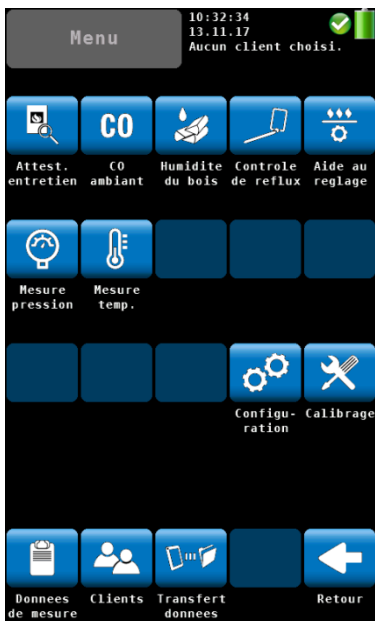 Menu
10:32:34
13.11.17
Aucun client choisi.
CO
Attest.
entretien
CO
ambiant
Humidite
du bois
Controle
de reflux
Aide au
reglage
Mesure
pression
Mesure
temp.
Configu-
ration
Calibrage
Donnees
de mesure
Clients
Transfert
donnees
Retour